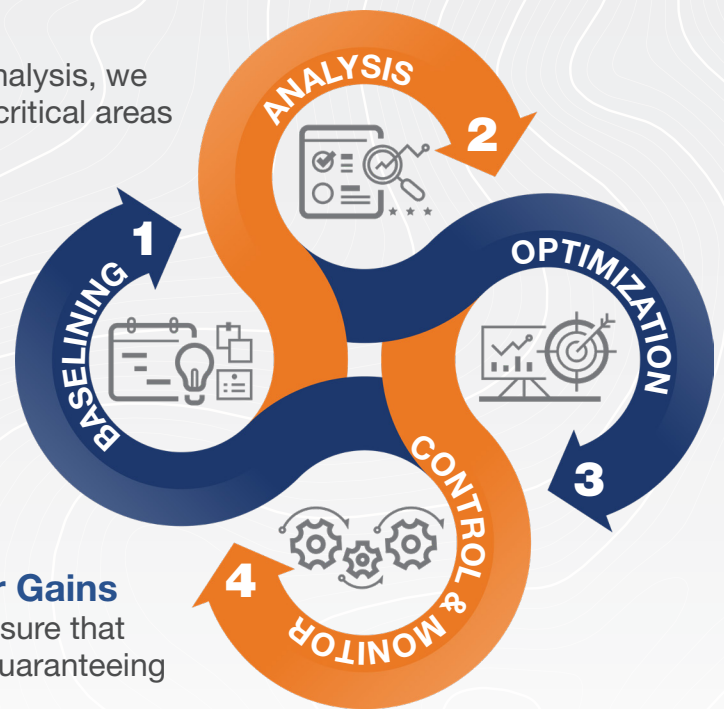 nalysis, we
critical areas
ANALYSIS
2
1
BASELINING
OPTIMIZATION
3
CONTROL & MONITOR
4
r Gains
sure that
uaranteeing